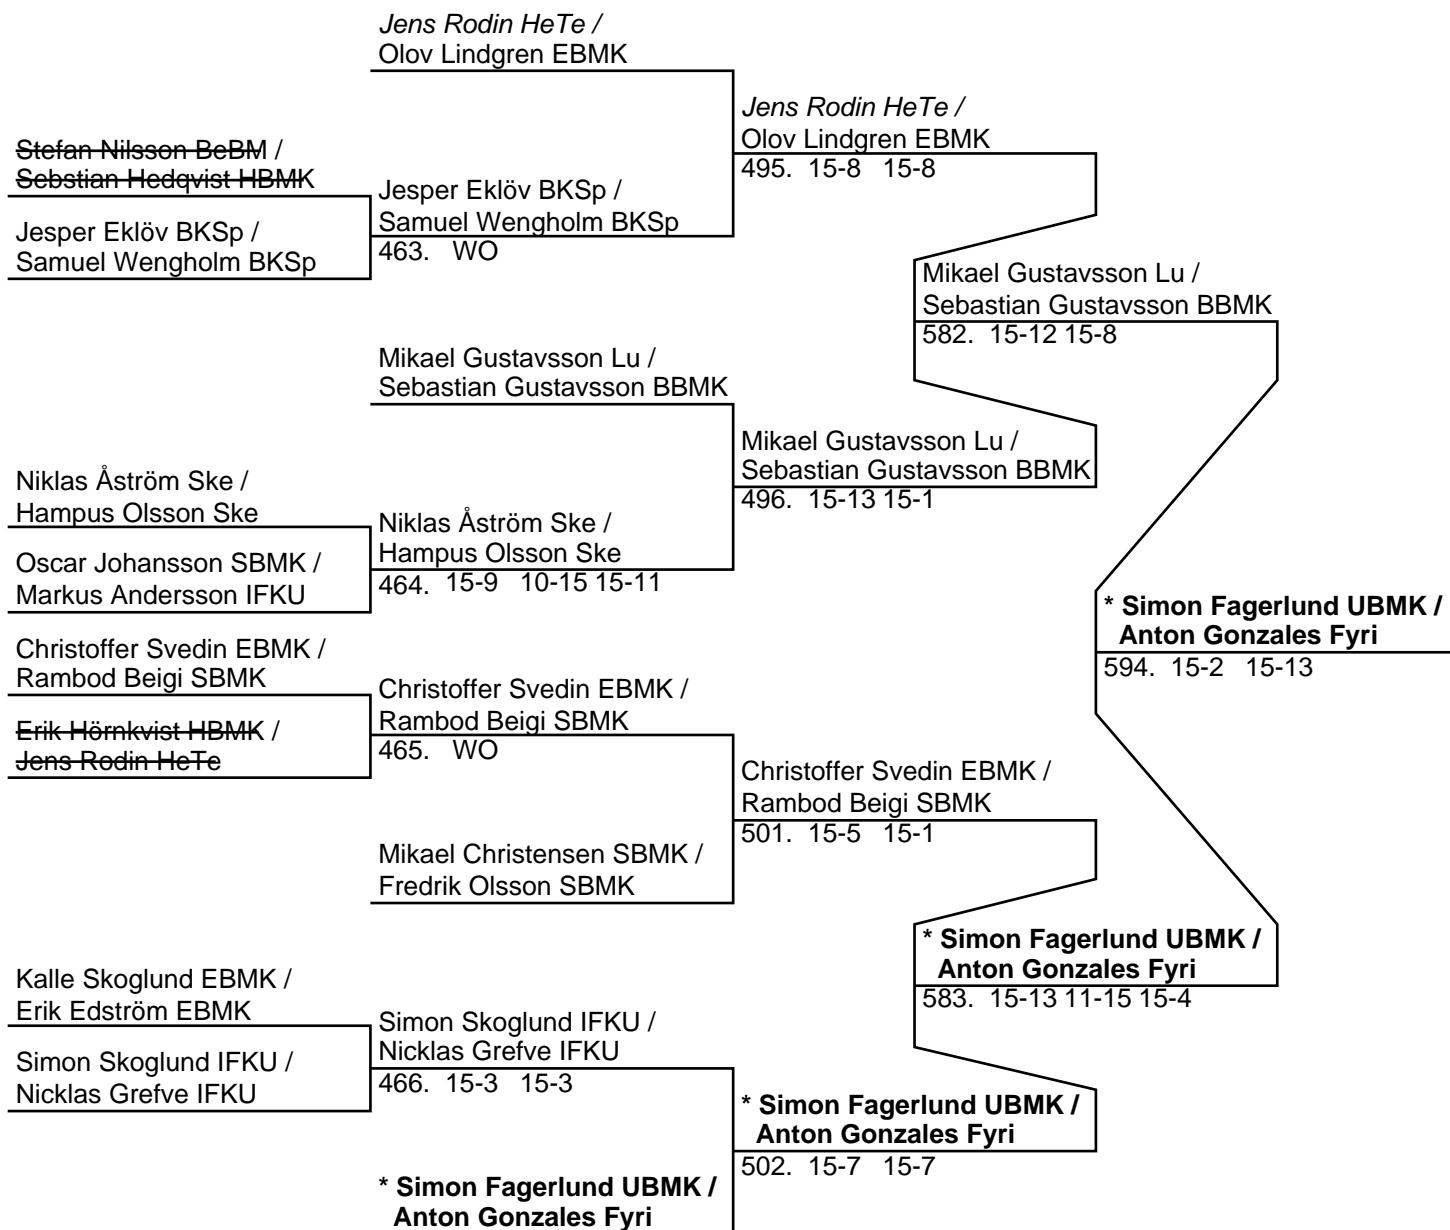 Jens Rodin HeTe /
Olov Lindgren EBMK
Jens Rodin HeTe /
Olov Lindgren EBMK
495. 15-8 15-8
Stefan Nilsson BeBM /
Sebstian Hedqvist HBMK
Jesper Eklöv BKSp /
Samuel Wengholm BKSp
Jesper Eklöv BKSp /
Samuel Wengholm BKSp
463. WO
Mikael Gustavsson Lu /
Sebastian Gustavsson BBMK
582. 15-12 15-8
Mikael Gustavsson Lu /
Sebastian Gustavsson BBMK
Mikael Gustavsson Lu /
Sebastian Gustavsson BBMK
496. 15-13 15-1
Niklas Åström Ske /
Hampus Olsson Ske
Niklas Åström Ske /
Hampus Olsson Ske
464. 15-9 10-15 15-11
Oscar Johansson SBMK /
Markus Andersson IFKU
* Simon Fagerlund UBMK /
Anton Gonzales Fyri
594. 15-2 15-13
Christoffer Svedin EBMK /
Rambod Beigi SBMK
Christoffer Svedin EBMK /
Rambod Beigi SBMK
465. WO
Erik Hörnkvist HBMK /
Jens Rodin HeTe
Christoffer Svedin EBMK /
Rambod Beigi SBMK
501. 15-5 15-1
Mikael Christensen SBMK /
Fredrik Olsson SBMK
* Simon Fagerlund UBMK /
Anton Gonzales Fyri
583. 15-13 11-15 15-4
Kalle Skoglund EBMK /
Erik Edström EBMK
Simon Skoglund IFKU /
Nicklas Grefve IFKU
466. 15-3 15-3
Simon Skoglund IFKU /
Nicklas Grefve IFKU
* Simon Fagerlund UBMK /
Anton Gonzales Fyri
502. 15-7 15-7
* Simon Fagerlund UBMK /
Anton Gonzales Fyri